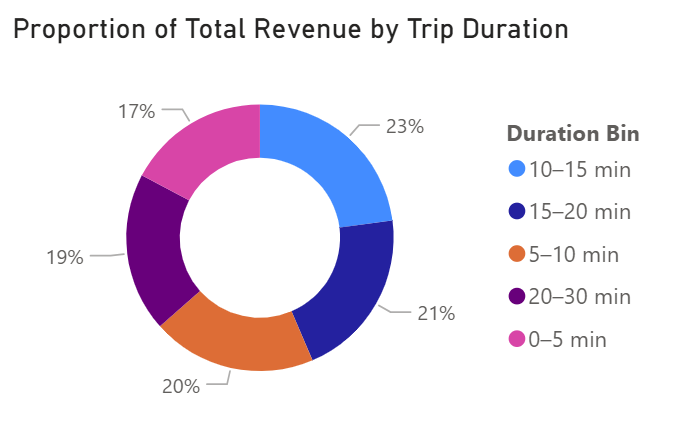 Proportion of Total Revenue by Trip Duration
17%
23%
19%
21%
20%
Duration Bin
10–15 min
15–20 min
5–10 min
20–30 min
0–5 min